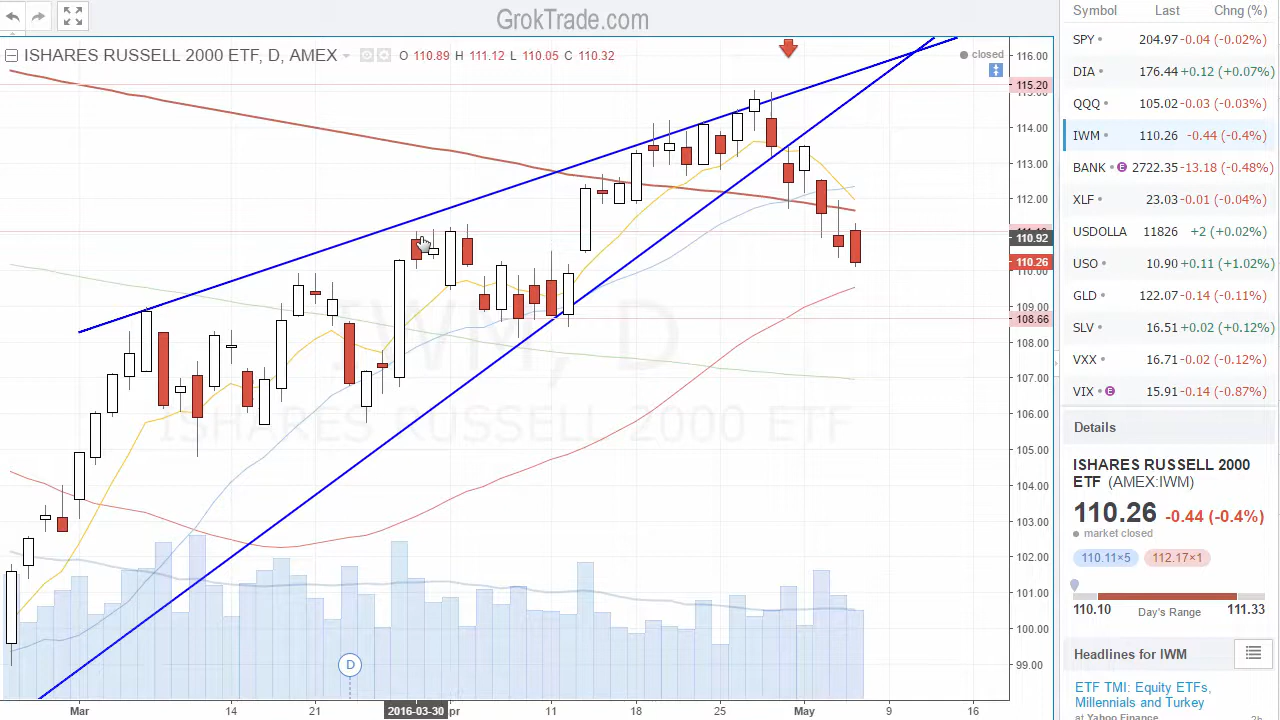 GrokTrade.com
ISHARES RUSSELL 2000 ETF, D, AMEX O 110.89 H 111.12 L 110.05 C 110.32
closed
116.00
115.20
114.00
113.00
112.00
110.92
110.26
109.00
108.66
108.00
107.00
106.00
105.00
104.00
103.00
102.00
101.00
100.00
99.00
IWM, D
ISHARES RUSSELL 2000 ETF
D
Mar 14 21 2016-03-30 pr 11 18 25 May 9 16
Symbol Last Chng (%)
SPY 204.97 -0.04 (-0.02%)
DIA 176.44 +0.12 (+0.07%)
QQQ 105.02 -0.03 (-0.03%)
IWM 110.26 -0.44 (-0.4%)
BANK E 2722.35 -13.18 (-0.48%)
XLF 23.03 -0.01 (-0.04%)
USDOLLA 11826 +2 (+0.02%)
USO 10.90 +0.11 (+1.02%)
GLD 122.07 -0.14 (-0.11%)
SLV 16.51 +0.02 (+0.12%)
VXX 16.71 -0.02 (-0.12%)
VIX E 15.91 -0.14 (-0.87%)
Details
ISHARES RUSSELL 2000
ETF (AMEX:IWM)
110.26 -0.44 (-0.4%)
market closed
110.11×5 112.17×1
110.10 Day's Range 111.33
Headlines for IWM
ETF TMI: Equity ETFs,
Millennials and Turkey
at Yahoo Finance